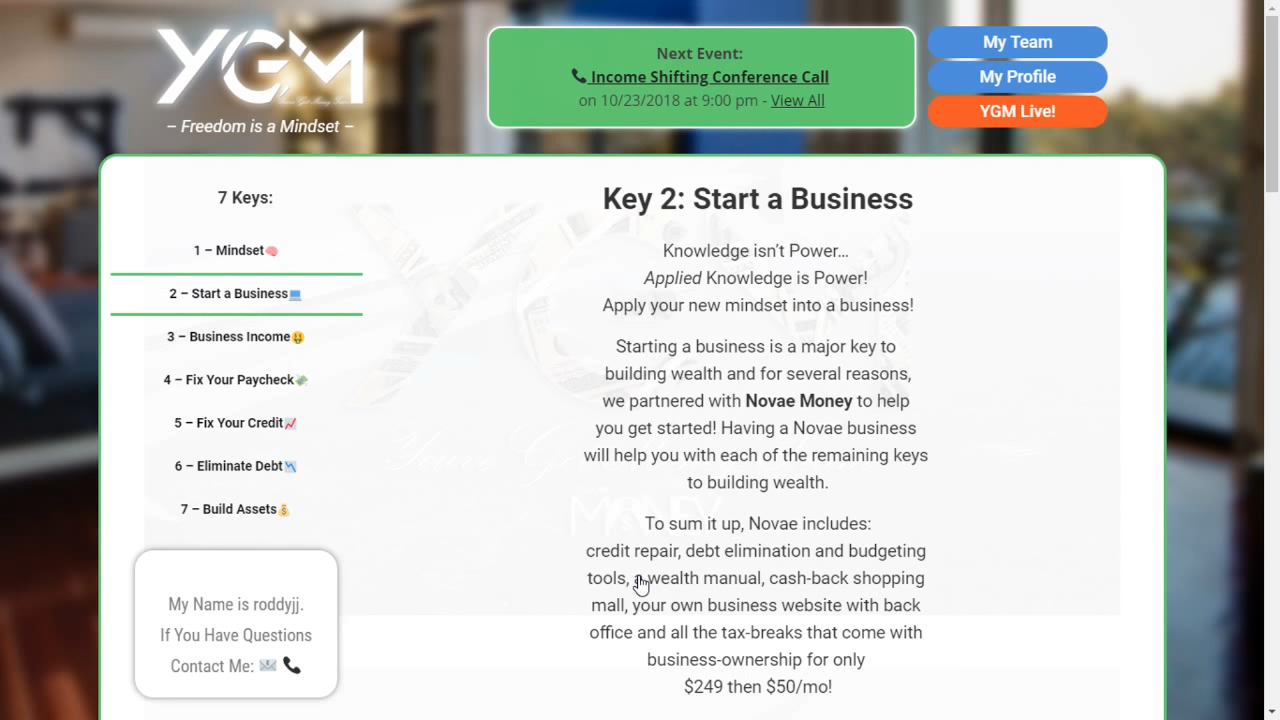 YGM
– Freedom is a Mindset –
Next Event:
Income Shifting Conference Call
on 10/23/2018 at 9:00 pm - View All
My Team
My Profile
YGM Live!
7 Keys:
1 – Mindset🧠
2 – Start a Business💻
3 – Business Income🤑
4 – Fix Your Paycheck💸
5 – Fix Your Credit📈
6 – Eliminate Debt📉
7 – Build Assets💰
My Name is roddyjj.
If You Have Questions
Contact Me: 📧 📞
Key 2: Start a Business
Knowledge isn't Power…
Applied Knowledge is Power!
Apply your new mindset into a business!
Starting a business is a major key to
building wealth and for several reasons,
we partnered with Novae Money to help
you get started! Having a Novae business
will help you with each of the remaining keys
to building wealth.
To sum it up, Novae includes:
credit repair, debt elimination and budgeting
tools, a wealth manual, cash-back shopping
mall, your own business website with back
office and all the tax-breaks that come with
business-ownership for only
$249 then $50/mo!
MONEY